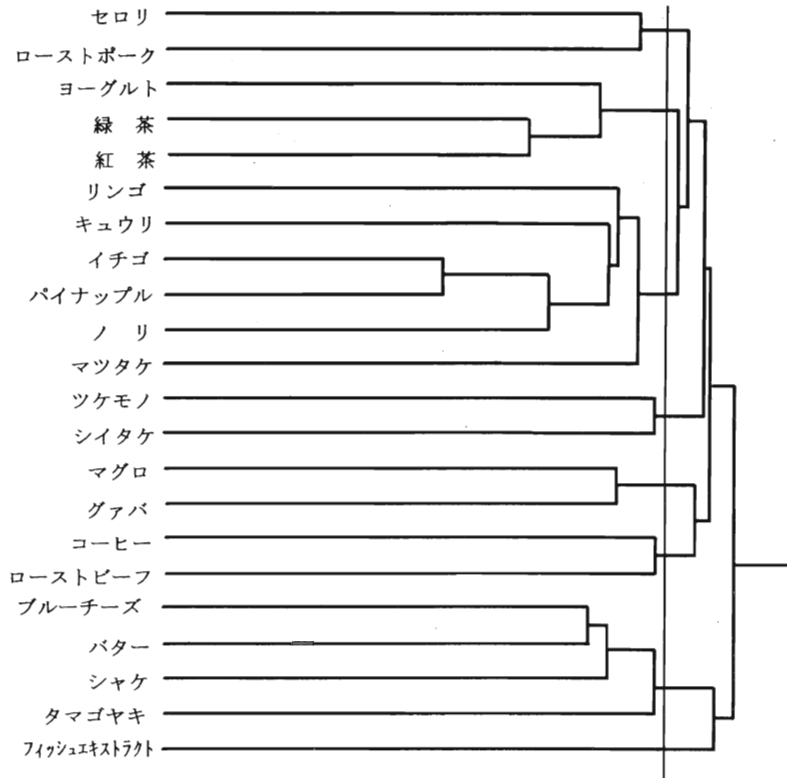 セロリ
ローストポーク
ヨーグルト
緑　茶
紅　茶
リンゴ
キュウリ
イチゴ
パイナップル
ノ　リ
マツタケ
ツケモノ
シイタケ
マグロ
グァバ
コーヒー
ローストビーフ
ブルーチーズ
バター
シャケ
タマゴヤキ
フィッシュエキストラクト